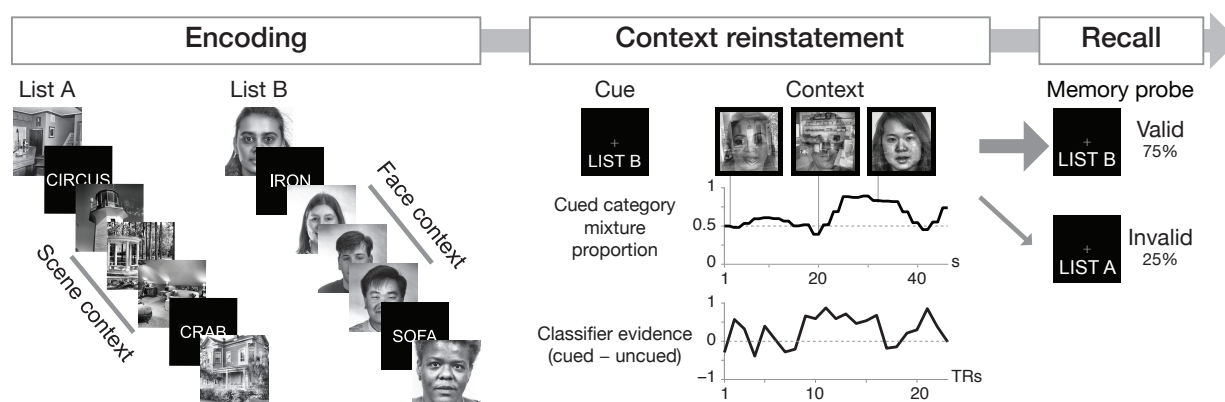 Encoding
Context reinstatement
Recall
List A
List B
Cue
Context
Memory probe
CIRCUS
IRON
Scene context
Face context
CRAB
SOFA
+
LIST B
+
LIST B
Valid
75%
+
LIST A
Invalid
25%
Cued category
mixture
proportion
1
0.5
0
1
20
40
s
Classifier evidence
(cued – uncued)
1
0
−1
1
10
20
TRs